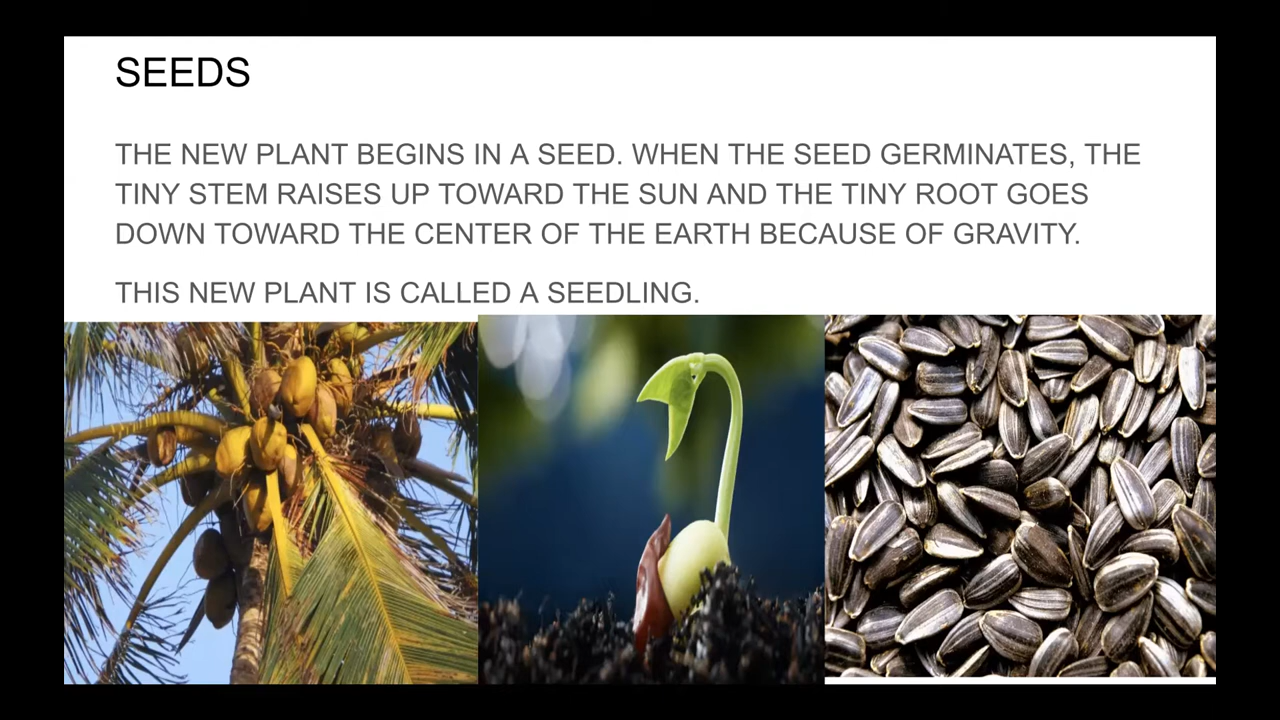 SEEDS
THE NEW PLANT BEGINS IN A SEED. WHEN THE SEED GERMINATES, THE
TINY STEM RAISES UP TOWARD THE SUN AND THE TINY ROOT GOES
DOWN TOWARD THE CENTER OF THE EARTH BECAUSE OF GRAVITY.
THIS NEW PLANT IS CALLED A SEEDLING.